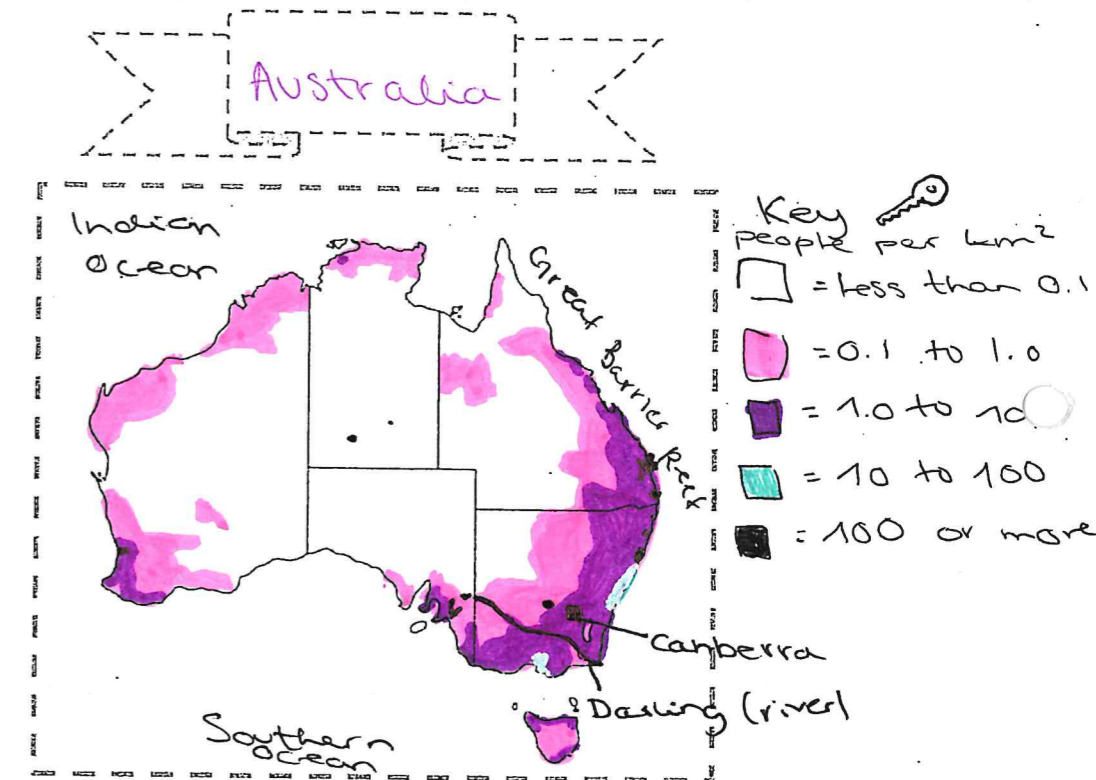 Australia
Indian
Ocean
Great Barrier Reef
Key
people per km²
= less than 0.1
= 0.1 to 1.0
= 1.0 to 10
= 10 to 100
= 100 or more
Canberra
Darling (river)
Southern
Ocean